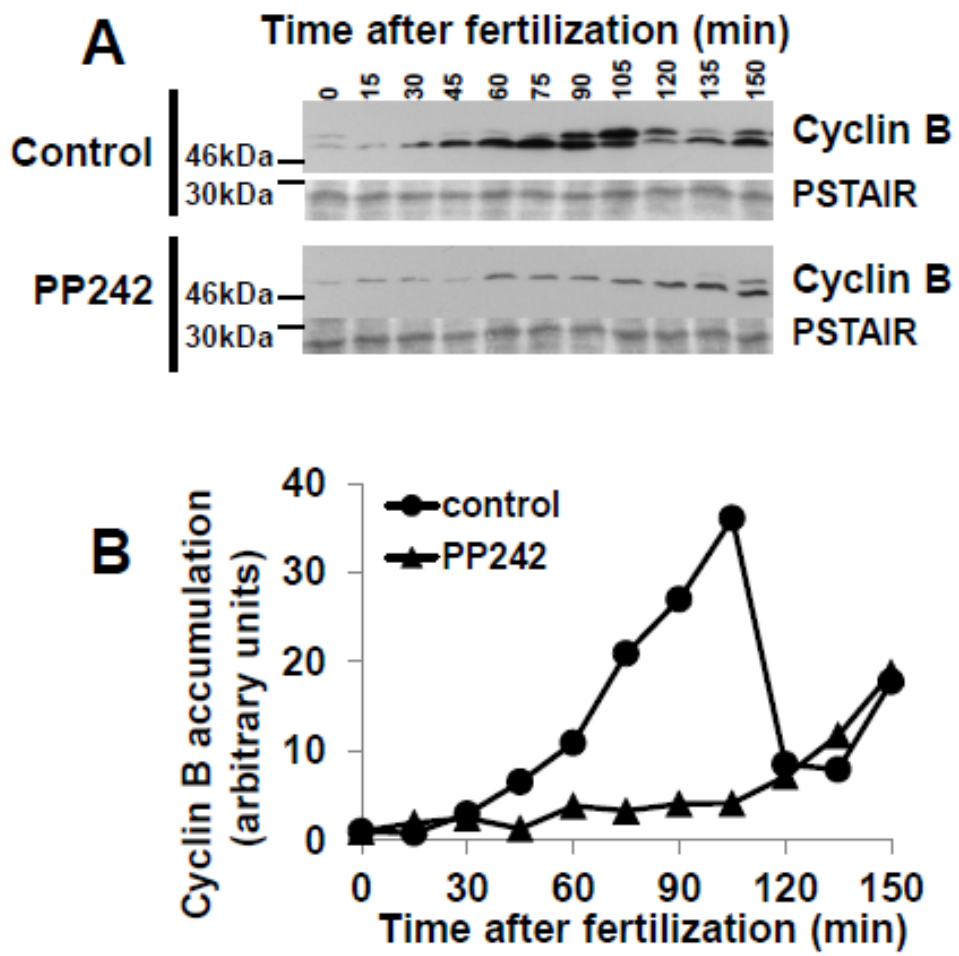 A
Time after fertilization (min)
0 15 30 45 60 75 90 105 120 135 150
Control
46kDa
Cyclin B
30kDa
PSTAIR
PP242
46kDa
Cyclin B
30kDa
PSTAIR
B
Cyclin B accumulation
(arbitrary units)
40
30
20
10
0
control
PP242
0 30 60 90 120 150
Time after fertilization (min)